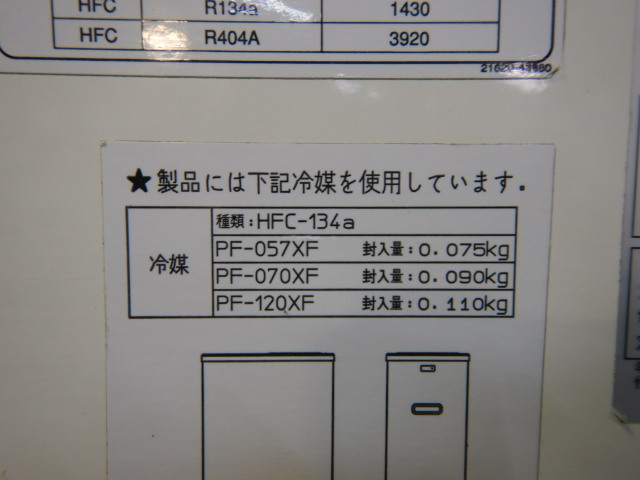 HFC R134a 1430
HFC R404A 3920
★製品には下記冷媒を使用しています.
冷媒
種類:HFC-134a
PF-057XF 封入量:0.075kg
PF-070XF 封入量:0.090kg
PF-120XF 封入量:0.110kg